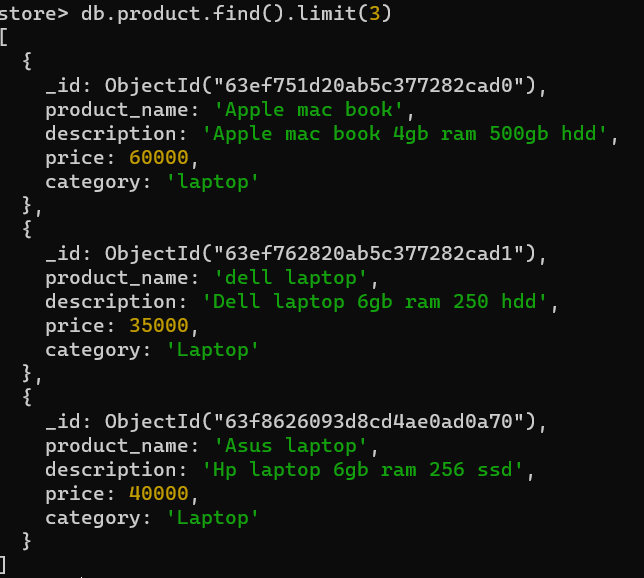 store> db.product.find().limit(3)
[
  {
    _id: ObjectId("63ef751d20ab5c377282cad0"),
    product_name: 'Apple mac book',
    description: 'Apple mac book 4gb ram 500gb hdd',
    price: 60000,
    category: 'laptop'
  },
  {
    _id: ObjectId("63ef762820ab5c377282cad1"),
    product_name: 'dell laptop',
    description: 'Dell laptop 6gb ram 250 hdd',
    price: 35000,
    category: 'Laptop'
  },
  {
    _id: ObjectId("63f8626093d8cd4ae0ad0a70"),
    product_name: 'Asus laptop',
    description: 'Hp laptop 6gb ram 256 ssd',
    price: 40000,
    category: 'Laptop'
  }
]